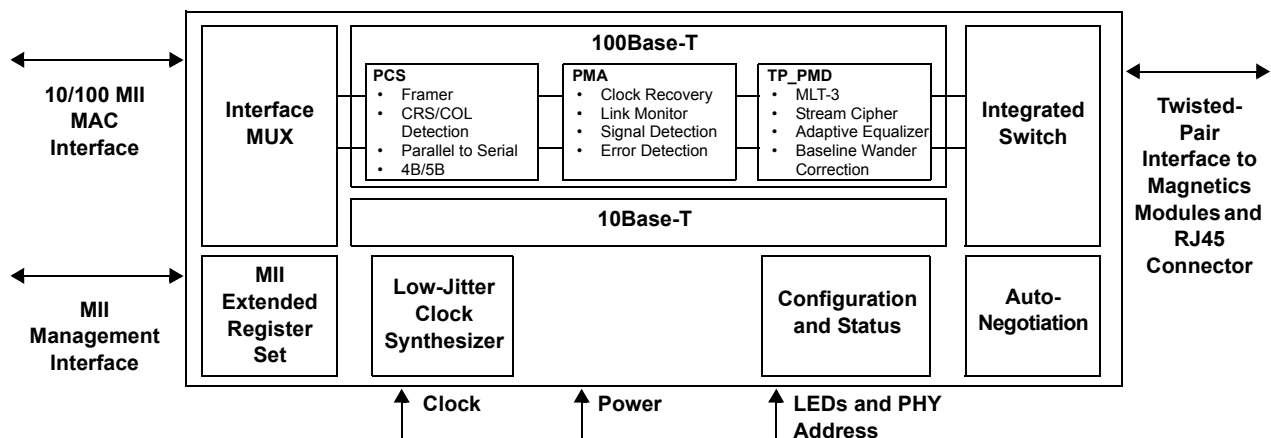 100Base-T
10/100 MII
MAC
Interface
Interface
MUX
PCS
• Framer
• CRS/COL
Detection
• Parallel to Serial
• 4B/5B
PMA
• Clock Recovery
• Link Monitor
• Signal Detection
• Error Detection
TP_PMD
• MLT-3
• Stream Cipher
• Adaptive Equalizer
• Baseline Wander
Correction
Integrated
Switch
Twisted-
Pair
Interface to
Magnetics
Modules and
RJ45
Connector
10Base-T
MII
Management
Interface
MII
Extended
Register
Set
Low-Jitter
Clock
Synthesizer
Configuration
and Status
Auto-
Negotiation
Clock
Power
LEDs and PHY
Address